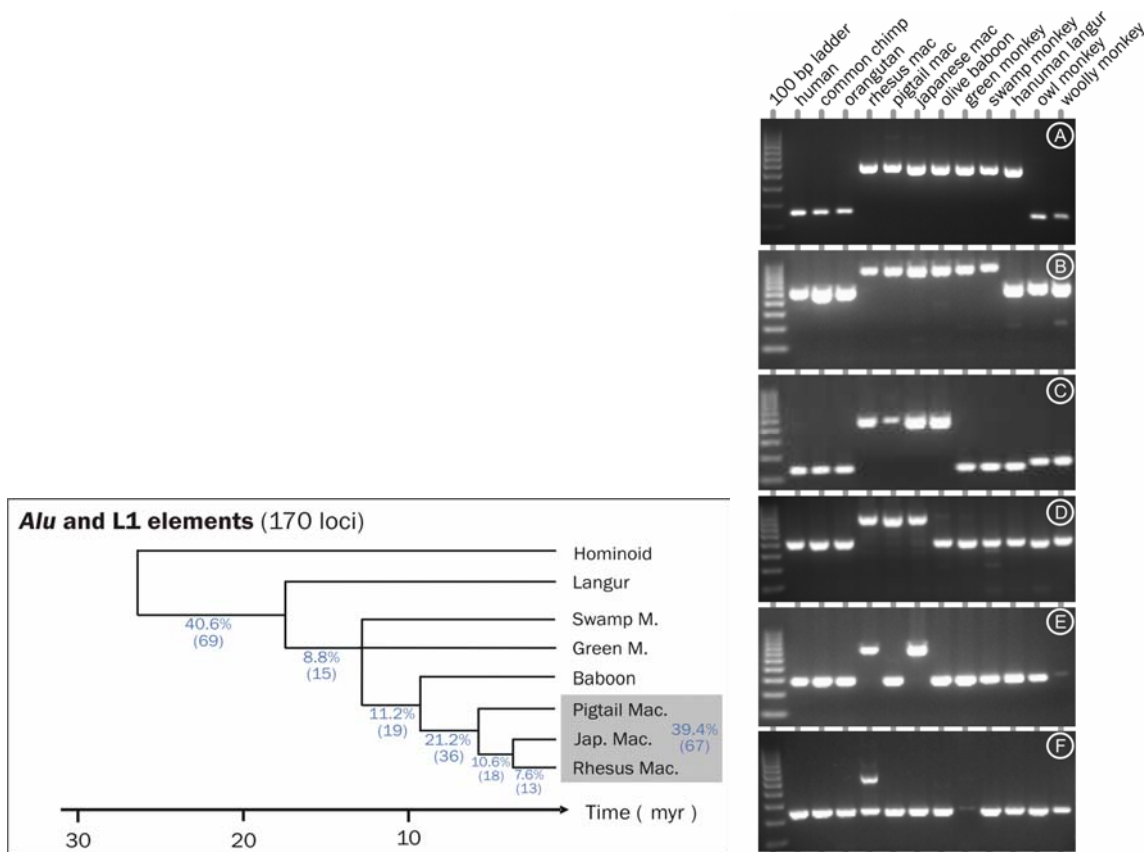 Alu and L1 elements (170 loci)
Hominoid
Langur
Swamp M.
Green M.
Baboon
Pigtail Mac.
Jap. Mac.
Rhesus Mac.
40.6%
(69)
8.8%
(15)
11.2%
(19)
21.2%
(36)
10.6%
(18)
7.6%
(13)
39.4%
(67)
30
20
10
Time ( myr )
100 bp ladder
human
common chimp
orangutan
rhesus mac
pigtail mac
japanese mac
olive baboon
green monkey
swamp monkey
hanuman langur
owl monkey
woolly monkey
A
B
C
D
E
F